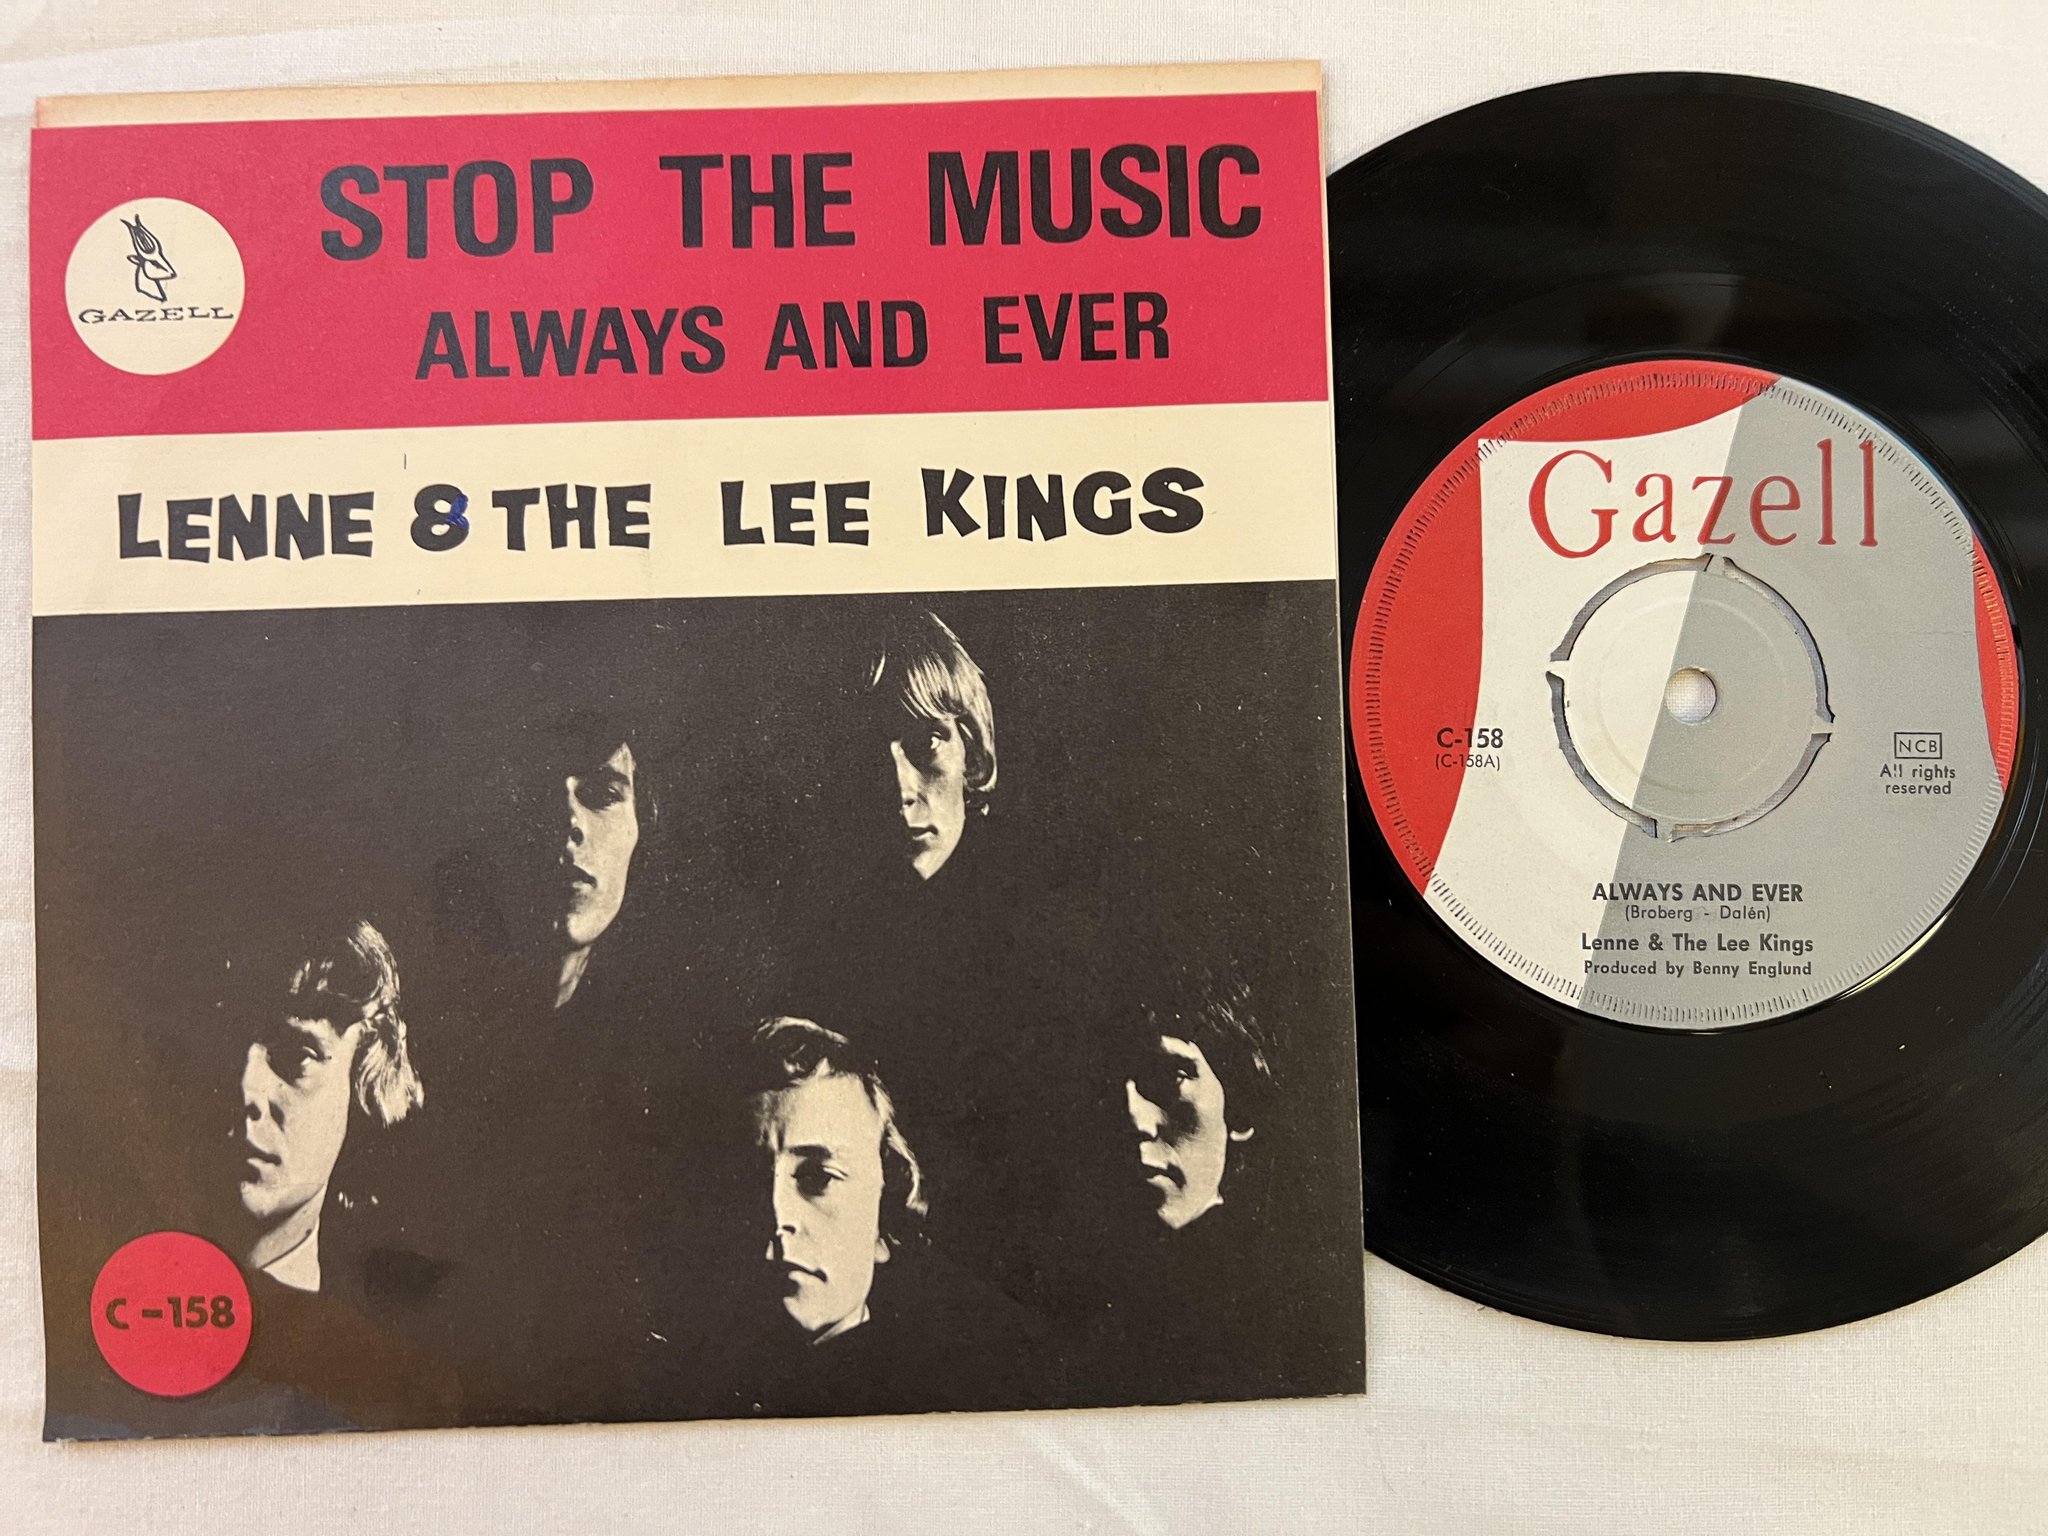 STOP THE MUSIC
ALWAYS AND EVER
GAZELL
LENNE & THE LEE KINGS
C-158
Gazell
C-158
(C-158A)
NCB
All rights
reserved
ALWAYS AND EVER
(Broberg - Dalén)
Lenne & The Lee Kings
Produced by Benny Englund